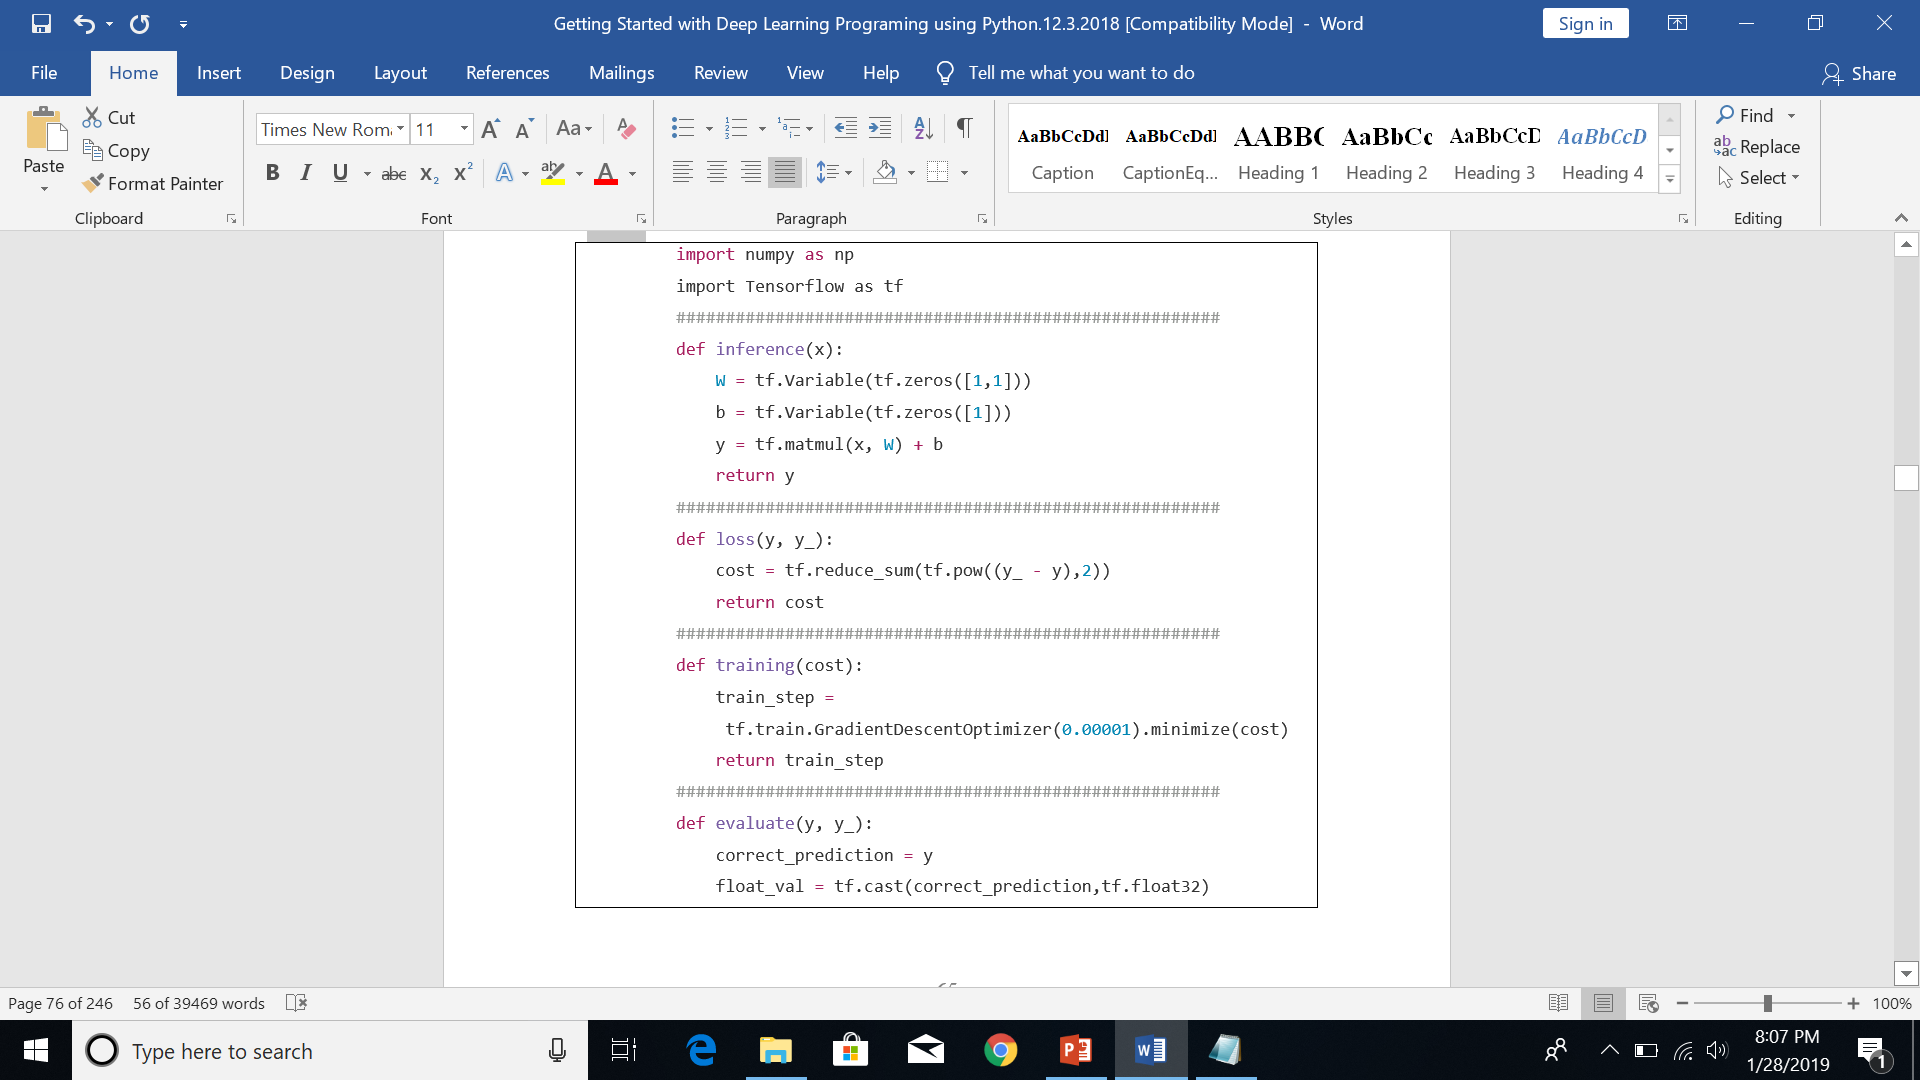 Getting Started with Deep Learning Programing using Python.12.3.2018 [Compatibility Mode] - Word
Sign in
File Home Insert Design Layout References Mailings Review View Help Tell me what you want to do Share
Paste
Cut
Copy
Format Painter
Clipboard
Times New Rom 11 Aa
B I U abc X₂ X² A ab A
Font
Paragraph
AaBbCcDdI AaBbCcDdI AABBC AaBbCc AaBbCcD AaBbCcD
Caption CaptionEq... Heading 1 Heading 2 Heading 3 Heading 4
Styles
Find
Replace
Select
Editing
import numpy as np
import Tensorflow as tf
#######################################################
def inference(x):
    W = tf.Variable(tf.zeros([1,1]))
    b = tf.Variable(tf.zeros([1]))
    y = tf.matmul(x, W) + b
    return y
#######################################################
def loss(y, y_):
    cost = tf.reduce_sum(tf.pow((y_ - y),2))
    return cost
#######################################################
def training(cost):
    train_step =
     tf.train.GradientDescentOptimizer(0.00001).minimize(cost)
    return train_step
#######################################################
def evaluate(y, y_):
    correct_prediction = y
    float_val = tf.cast(correct_prediction,tf.float32)
Page 76 of 246 56 of 39469 words 100%
Type here to search
8:07 PM
1/28/2019
1